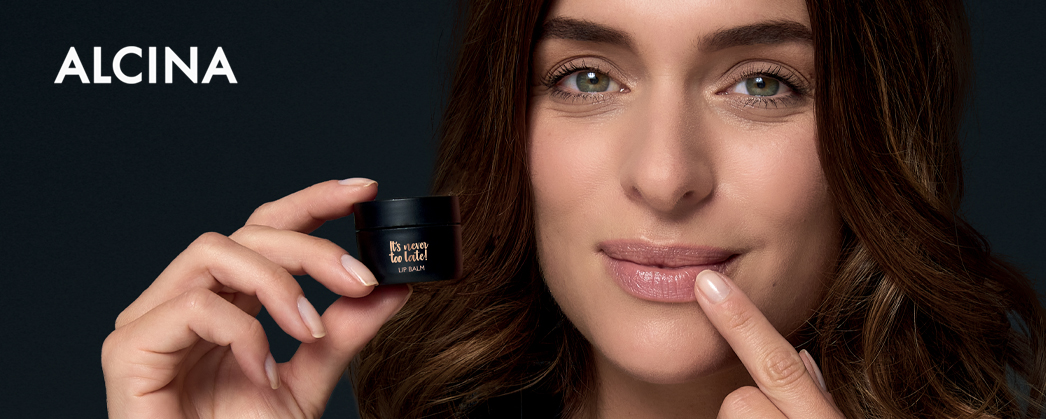 ALCINA
It's never
too late!
LIP BALM